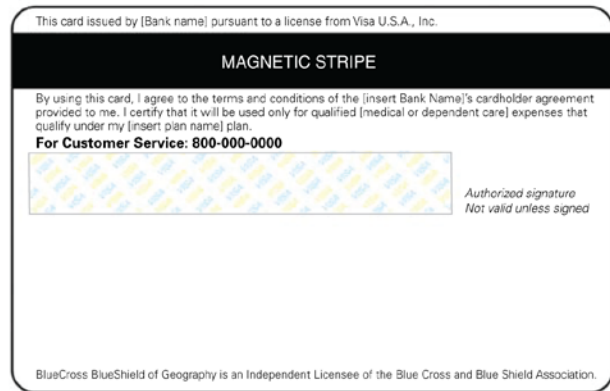 This card issued by [Bank name] pursuant to a license from Visa U.S.A., Inc.
MAGNETIC STRIPE
By using this card, I agree to the terms and conditions of the [insert Bank Name]'s cardholder agreement
provided to me. I certify that it will be used only for qualified [medical or dependent care] expenses that
qualify under my [insert plan name] plan.
For Customer Service: 800-000-0000
Authorized signature
Not valid unless signed
BlueCross BlueShield of Geography is an Independent Licensee of the Blue Cross and Blue Shield Association.